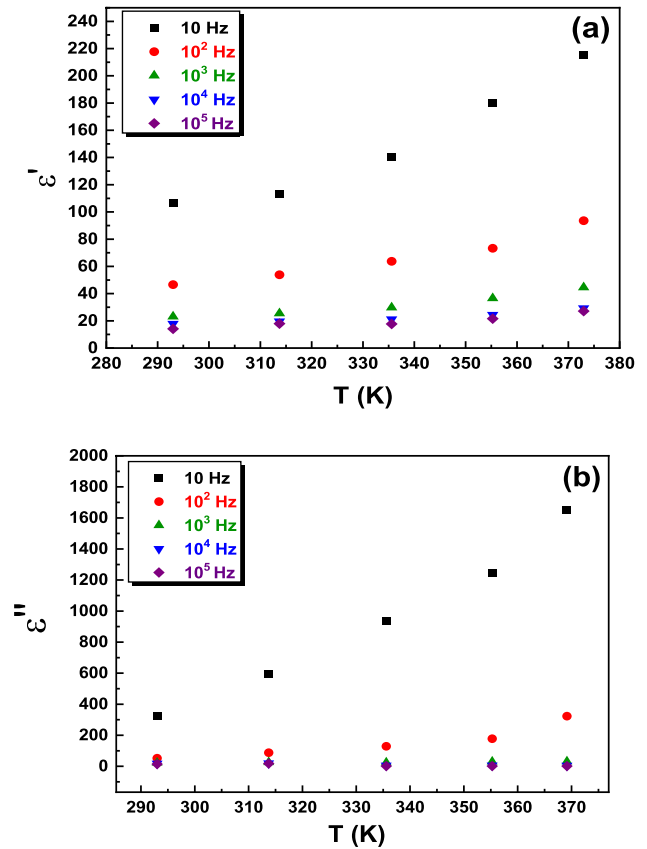 (a)
10 Hz
10² Hz
10³ Hz
10⁴ Hz
10⁵ Hz
240
220
200
180
160
140
120
100
80
60
40
20
0
ε'
280 290 300 310 320 330 340 350 360 370 380
T (K)
(b)
10 Hz
10² Hz
10³ Hz
10⁴ Hz
10⁵ Hz
2000
1800
1600
1400
1200
1000
800
600
400
200
0
ε"
290 300 310 320 330 340 350 360 370
T (K)